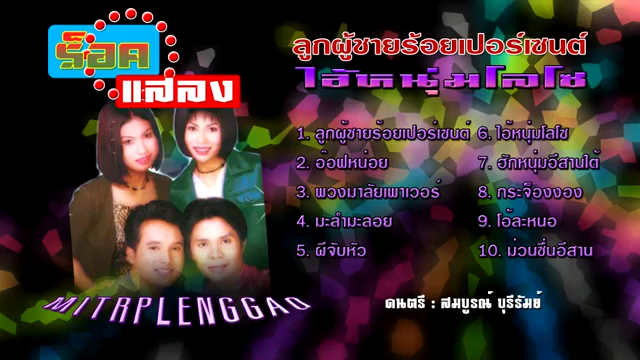 ร็อค
แสลง
ลูกผู้ชายร้อยเปอร์เซนต์
ไอ้หนุ่มโลโซ
1. ลูกผู้ชายร้อยเปอร์เซนต์
2. อ๊อฟหน่อย
3. พวงมาลัยเพาเวอร์
4. มะลำมะลอย
5. ผีจับหัว
6. ไอ้หนุ่มโลโซ
7. ฮักหนุ่มอีสานใต้
8. กระจ็องงอง
9. โอ้ละหนอ
10. ม่วนซื่นอีสาน
MITRPLENGGAO
ดนตรี : สมบูรณ์ บุรีรัมย์